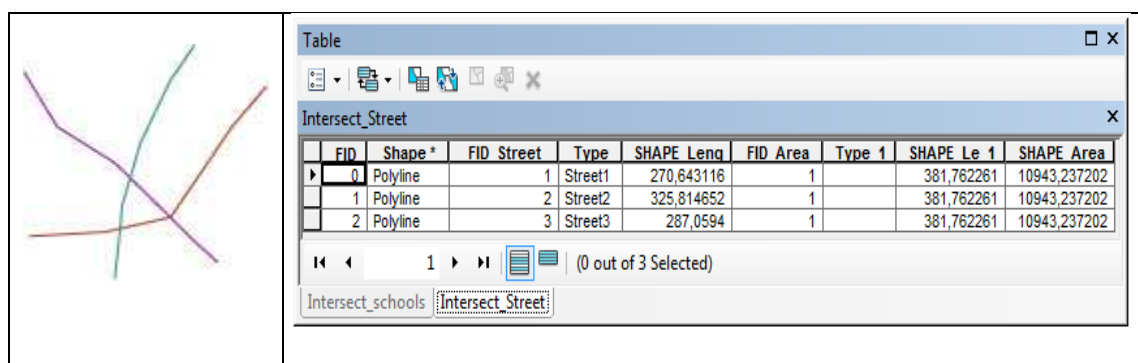 Table
Intersect_Street
FID Shape * FID_Street Type SHAPE_Leng FID_Area Type_1 SHAPE_Le_1 SHAPE_Area
0 Polyline 1 Street1 270,643116 1 381,762261 10943,237202
1 Polyline 2 Street2 325,814652 1 381,762261 10943,237202
2 Polyline 3 Street3 287,0594 1 381,762261 10943,237202
1 (0 out of 3 Selected)
Intersect_schools Intersect_Street